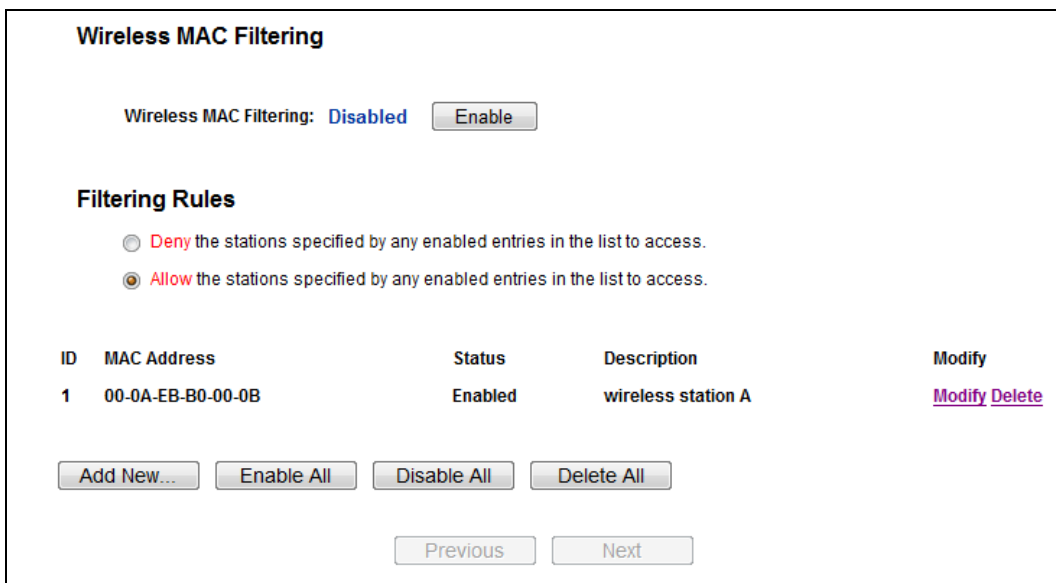 Wireless MAC Filtering
Wireless MAC Filtering: Disabled Enable
Filtering Rules
Deny the stations specified by any enabled entries in the list to access.
Allow the stations specified by any enabled entries in the list to access.
ID MAC Address Status Description Modify
1 00-0A-EB-B0-00-0B Enabled wireless station A Modify Delete
Add New... Enable All Disable All Delete All
Previous Next